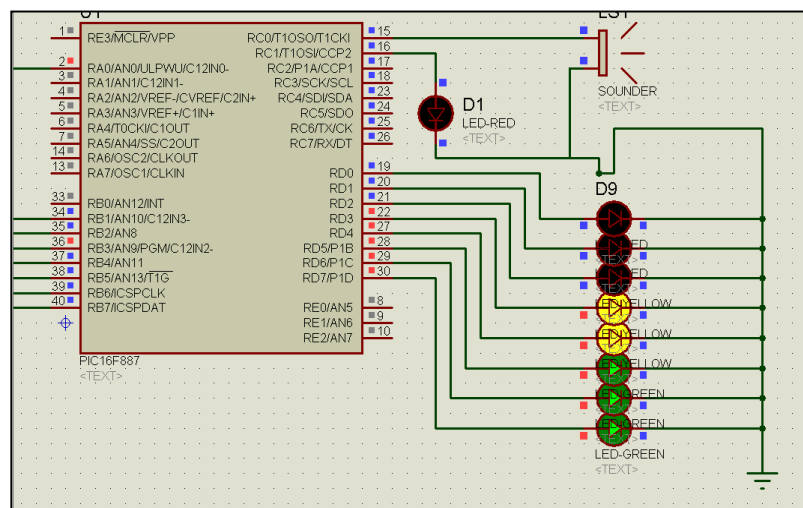 U1
1 RE3/MCLR/VPP RC0/T1OSO/T1CKI 15
RC1/T1OSI/CCP2 16
2 RA0/AN0/ULPWU/C12IN0- RC2/P1A/CCP1 17
3 RA1/AN1/C12IN1- RC3/SCK/SCL 18
4 RA2/AN2/VREF-/CVREF/C2IN+ RC4/SDI/SDA 23
5 RA3/AN3/VREF+/C1IN+ RC5/SDO 24
6 RA4/T0CKI/C1OUT RC6/TX/CK 25
7 RA5/AN4/SS/C2OUT RC7/RX/DT 26
14 RA6/OSC2/CLKOUT
13 RA7/OSC1/CLKIN RD0 19
RD1 20
33 RB0/AN12/INT RD2 21
34 RB1/AN10/C12IN3- RD3 22
35 RB2/AN8 RD4 27
36 RB3/AN9/PGM/C12IN2- RD5/P1B 28
37 RB4/AN11 RD6/P1C 29
38 RB5/AN13/T1G RD7/P1D 30
39 RB6/ICSPCLK
40 RB7/ICSPDAT RE0/AN5 8
RE1/AN6 9
RE2/AN7 10
PIC16F887
<TEXT>
LS1
SOUNDER
<TEXT>
D1
LED-RED
<TEXT>
D9
LED-GREEN
<TEXT>